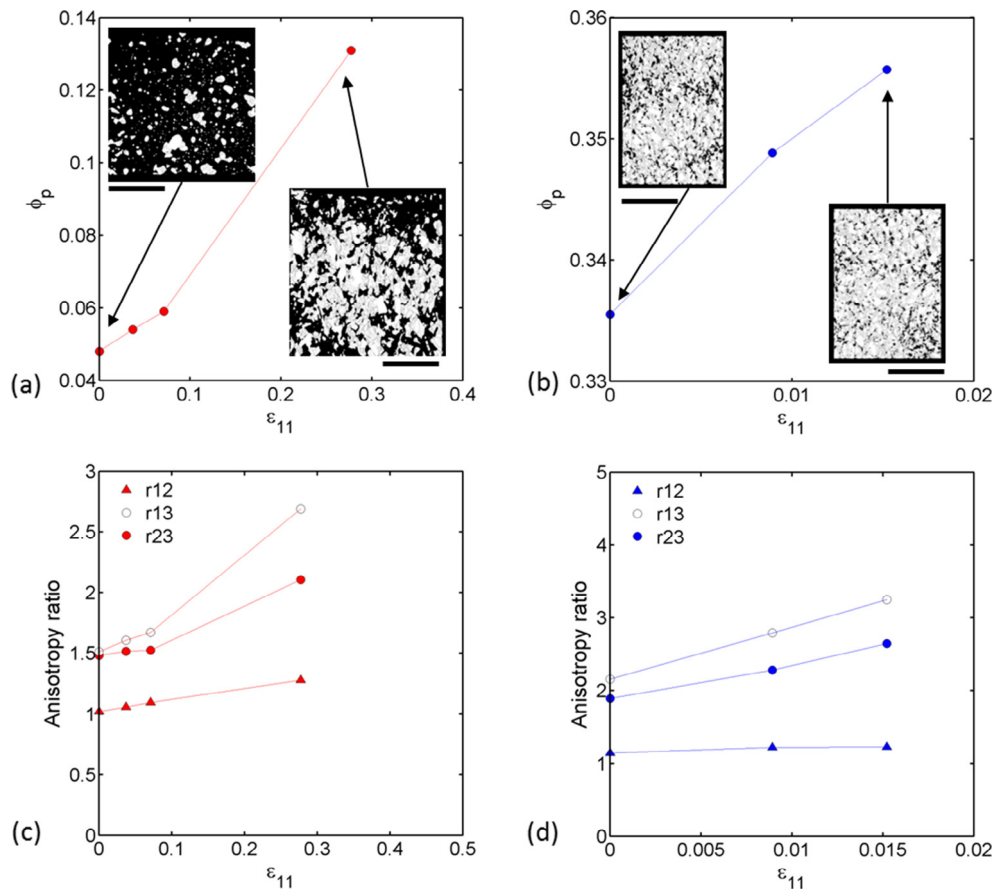 0.14
0.12
0.1
0.08
0.06
0.04
ϕp
0 0.1 0.2 0.3 0.4
ε11
(a)
0.36
0.35
0.34
0.33
ϕp
0 0.01 0.02
ε11
(b)
3
2.5
2
1.5
1
0.5
0
Anisotropy ratio
r12
r13
r23
0 0.1 0.2 0.3 0.4 0.5
ε11
(c)
5
4
3
2
1
0
Anisotropy ratio
r12
r13
r23
0 0.005 0.01 0.015 0.02
ε11
(d)